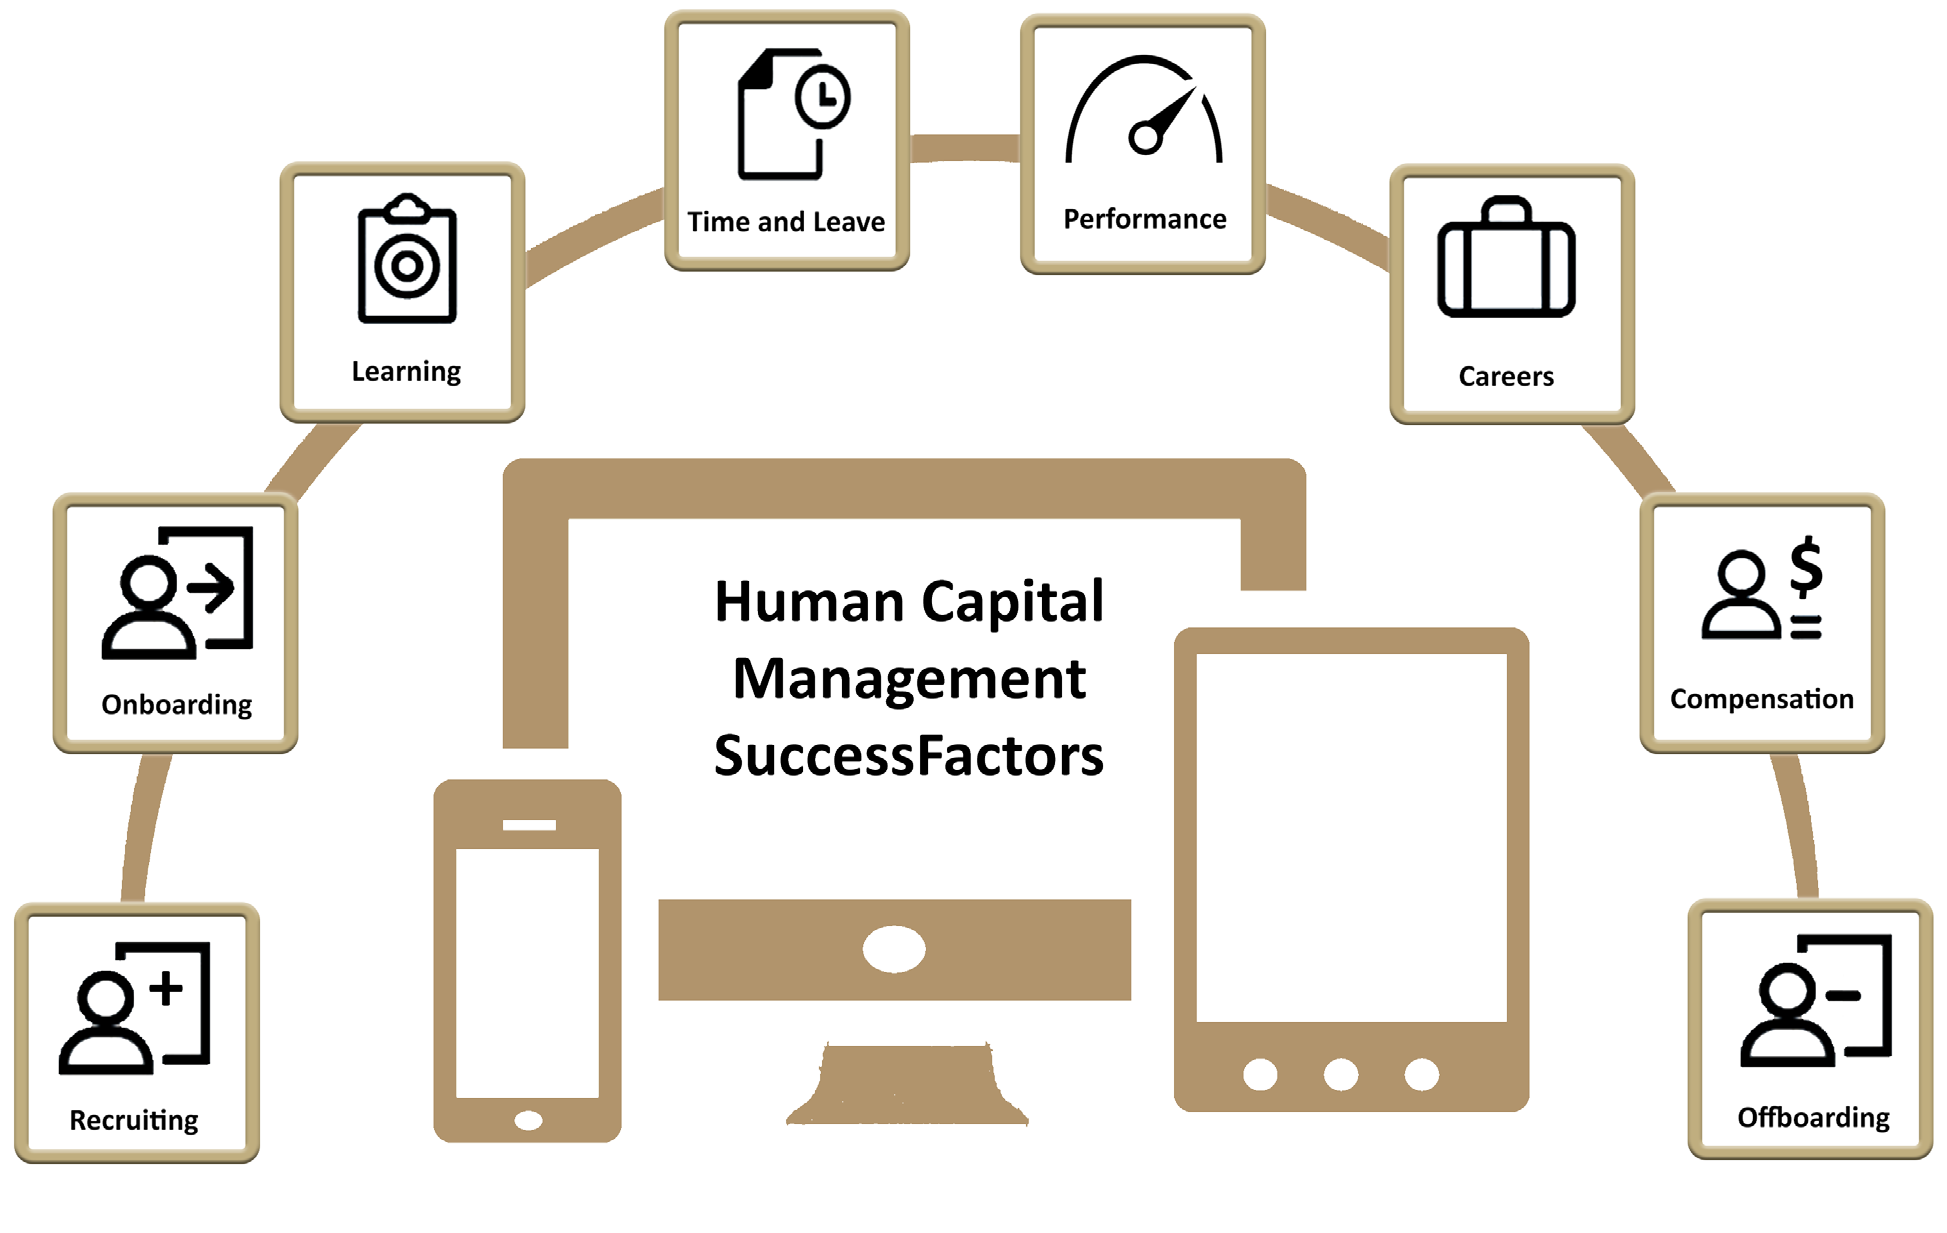 Time and Leave
Performance
Learning
Careers
Human Capital
Management
SuccessFactors
Onboarding
$
=
Compensation
Recruiting
Offboarding